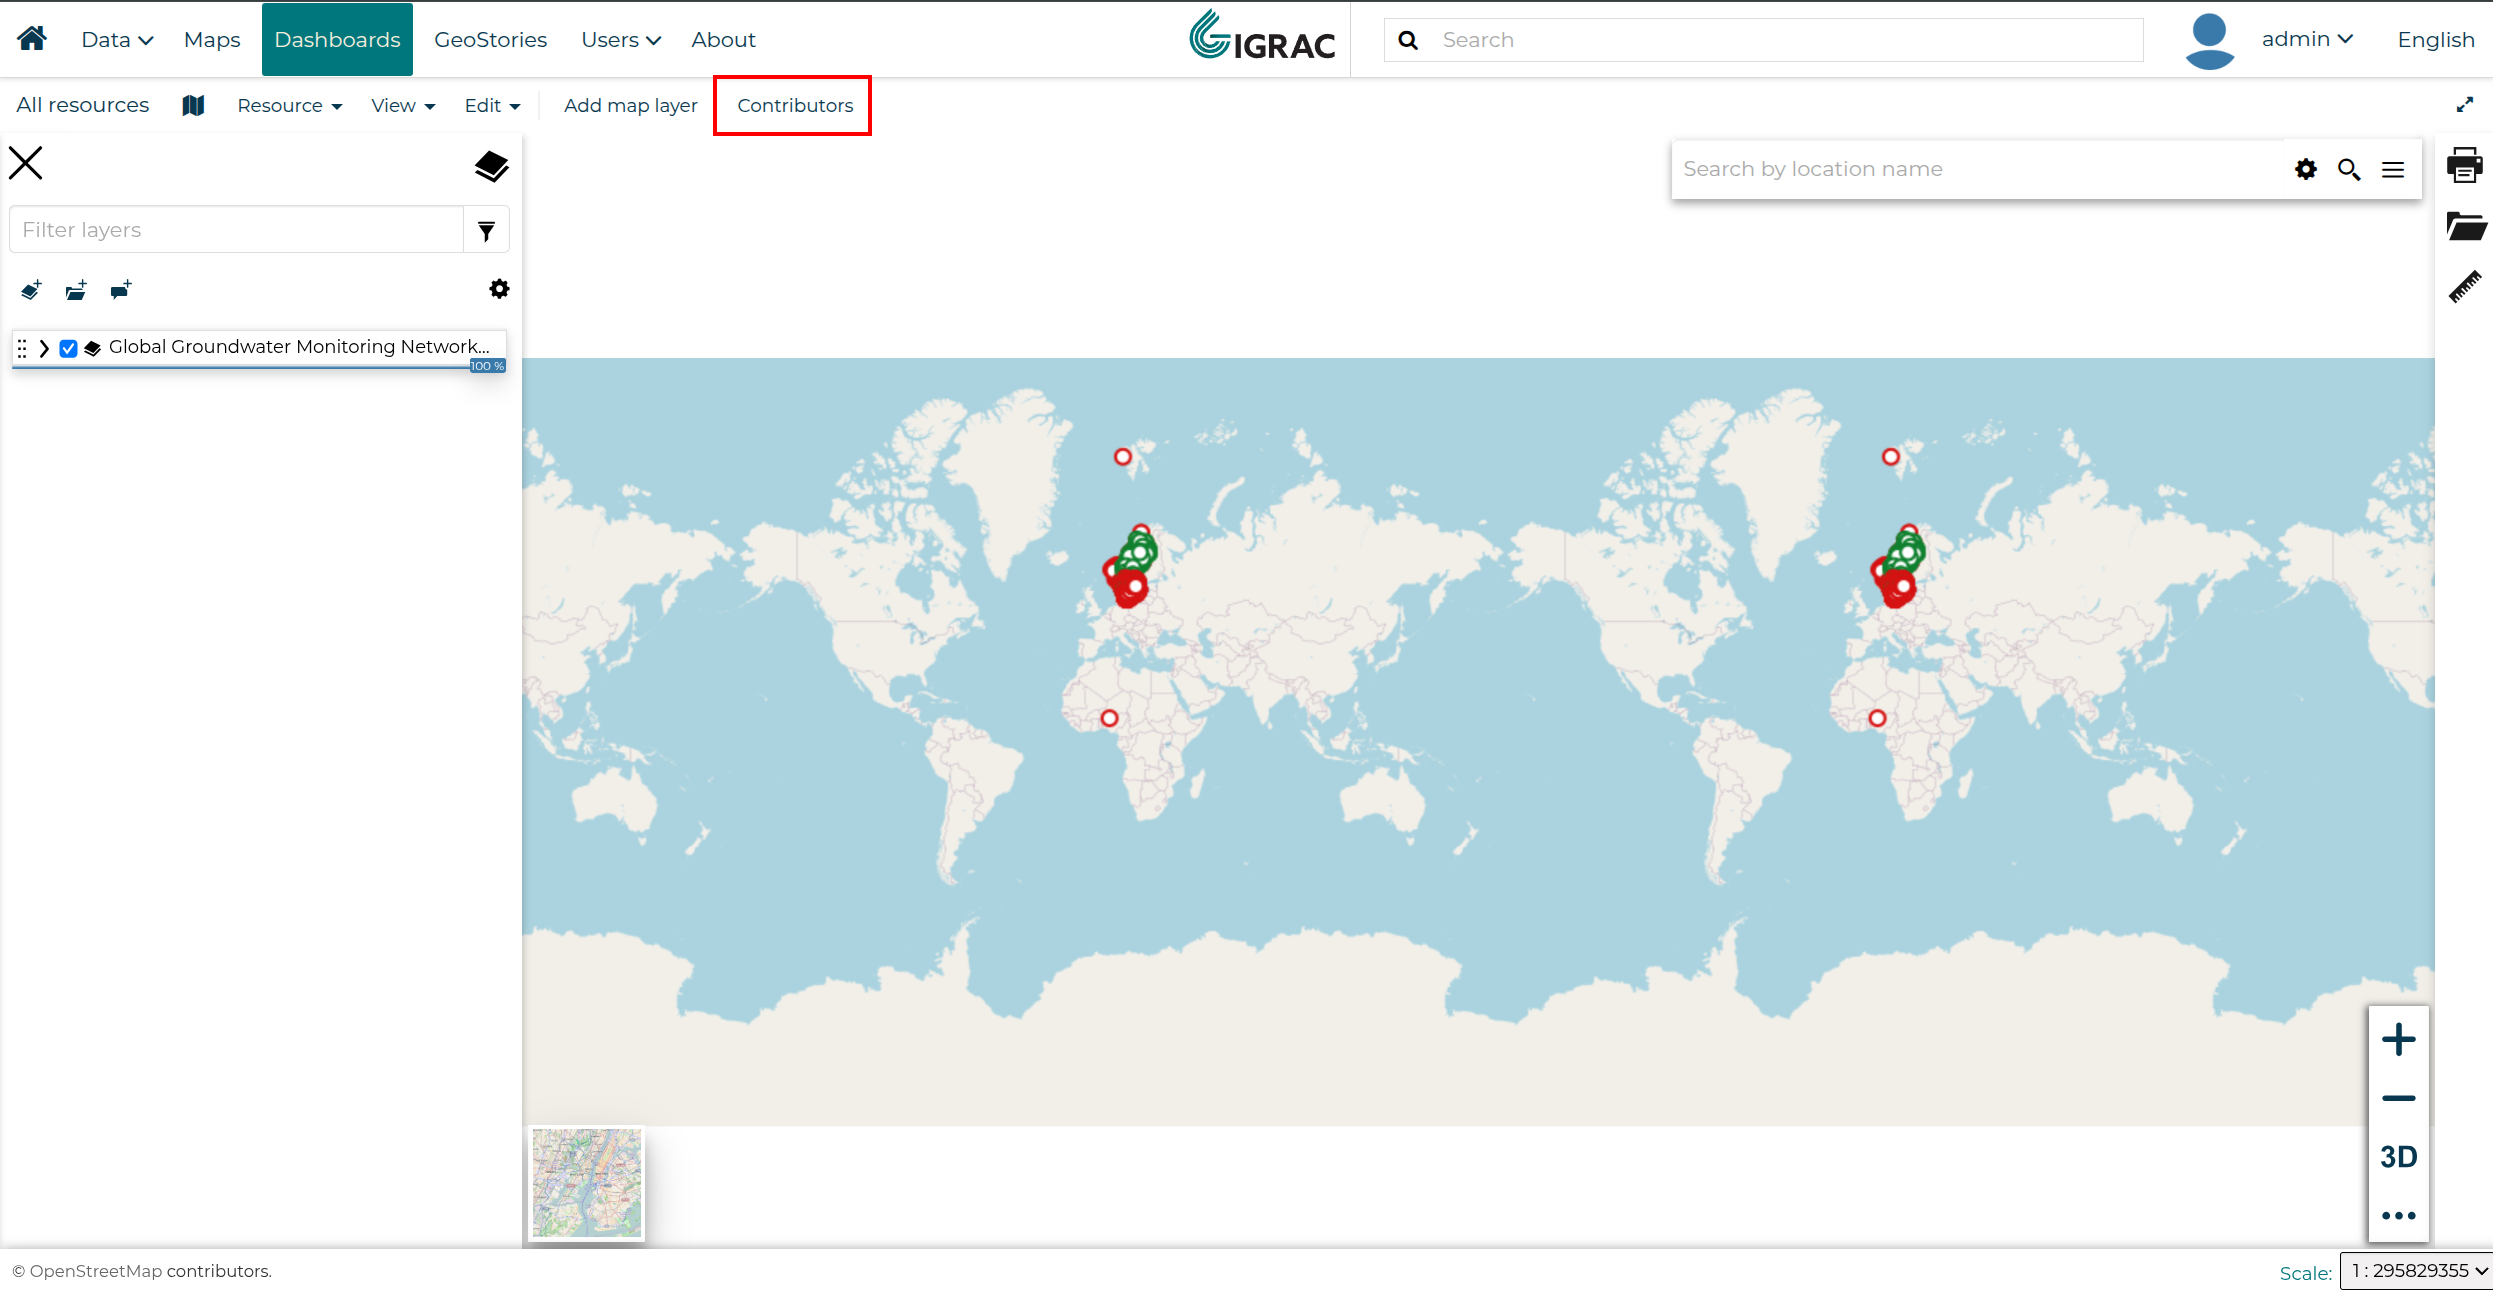 Data Maps Dashboards GeoStories Users About IGRAC Search admin English
All resources Resource View Edit Add map layer Contributors
Search by location name
Filter layers
Global Groundwater Monitoring Network...
100 %
3D
© OpenStreetMap contributors.
Scale: 1 : 295829355